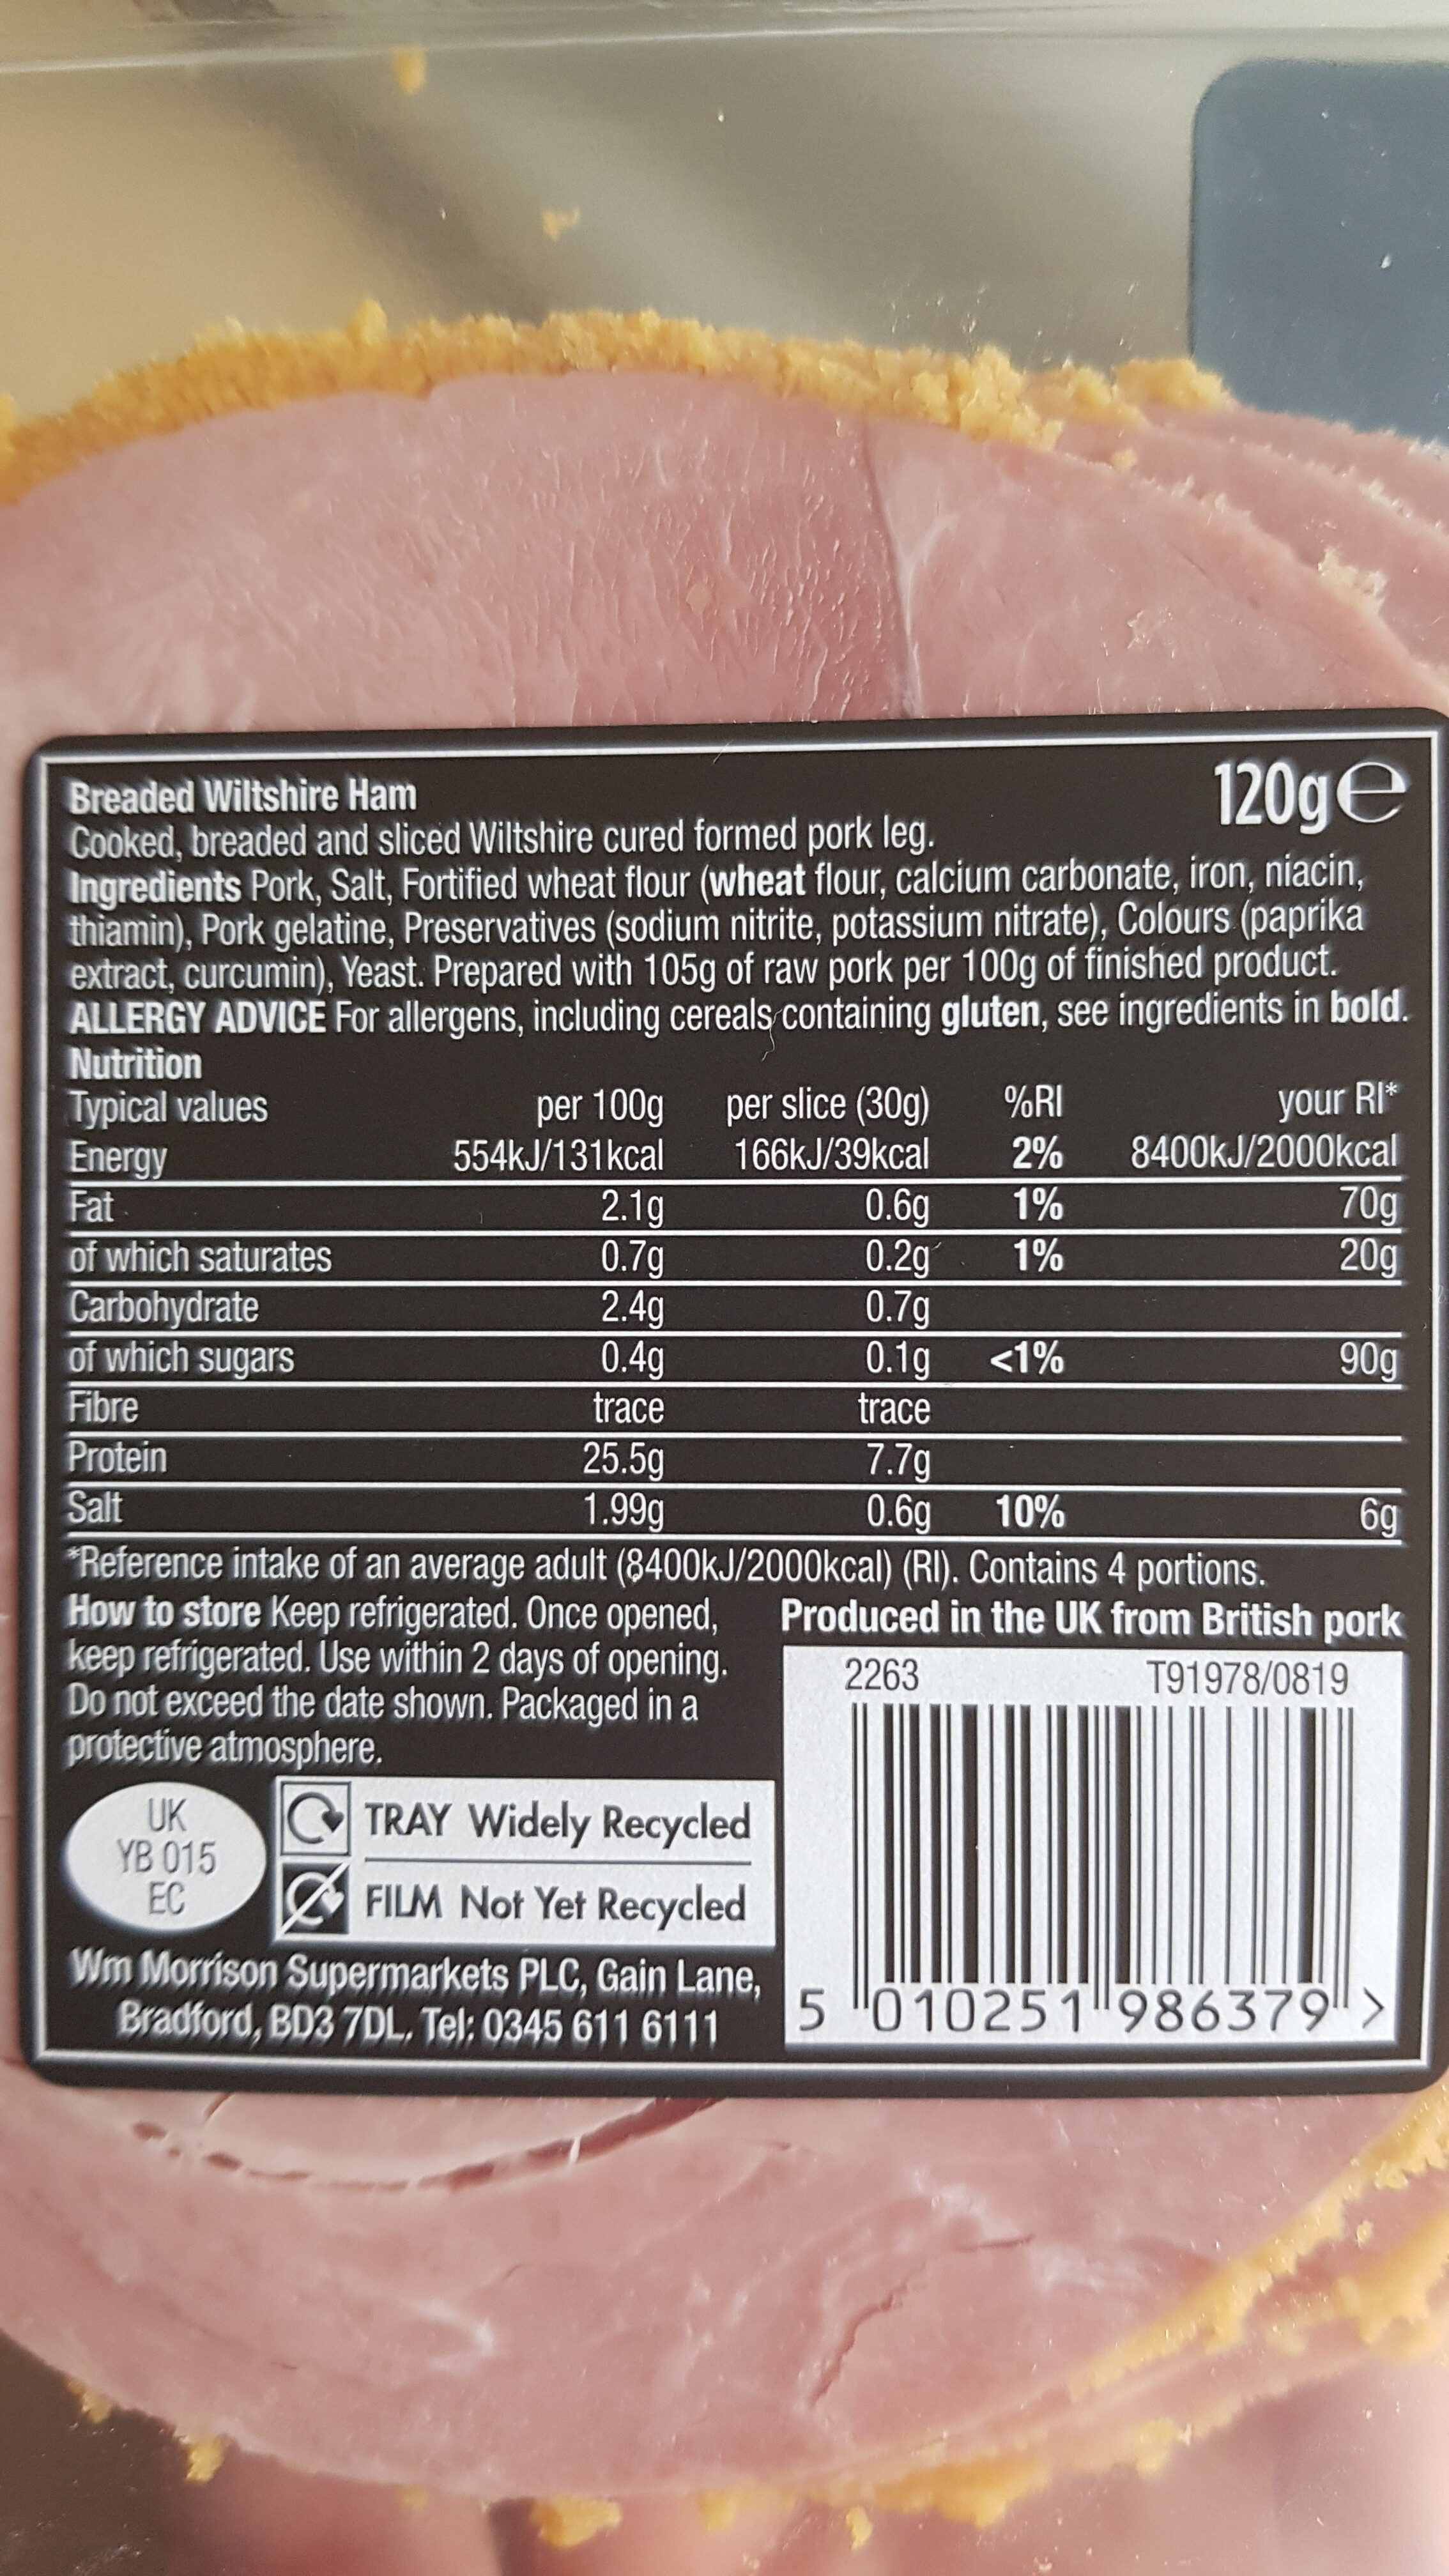 Breaded Wiltshire Ham
120g℮
Cooked, breaded and sliced Wiltshire cured formed pork leg.
Ingredients Pork, Salt, Fortified wheat flour (wheat flour, calcium carbonate, iron, niacin,
thiamin), Pork gelatine, Preservatives (sodium nitrite, potassium nitrate), Colours (paprika
extract, curcumin), Yeast. Prepared with 105g of raw pork per 100g of finished product.
ALLERGY ADVICE For allergens, including cereals containing gluten, see ingredients in bold.
Nutrition
Typical values per 100g per slice (30g) %RI your RI*
Energy 554kJ/131kcal 166kJ/39kcal 2% 8400kJ/2000kcal
Fat 2.1g 0.6g 1% 70g
of which saturates 0.7g 0.2g 1% 20g
Carbohydrate 2.4g 0.7g
of which sugars 0.4g 0.1g <1% 90g
Fibre trace trace
Protein 25.5g 7.7g
Salt 1.99g 0.6g 10% 6g
*Reference intake of an average adult (8400kJ/2000kcal) (RI). Contains 4 portions.
How to store Keep refrigerated. Once opened,
keep refrigerated. Use within 2 days of opening.
Do not exceed the date shown. Packaged in a
protective atmosphere.
Produced in the UK from British pork
2263 T91978/0819
UK
YB 015
EC
TRAY Widely Recycled
FILM Not Yet Recycled
Wm Morrison Supermarkets PLC, Gain Lane,
Bradford, BD3 7DL. Tel: 0345 611 6111
5 010251 986379 >